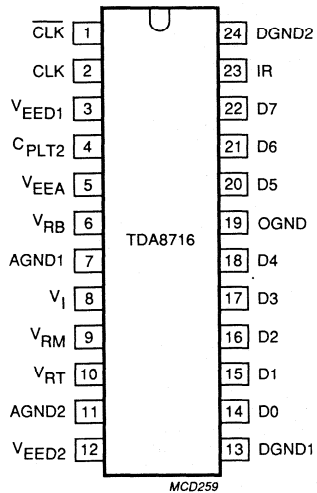 CLK 1 24 DGND2
CLK 2 23 IR
VEED1 3 22 D7
CPLT2 4 21 D6
VEEA 5 20 D5
VRB 6 19 OGND
TDA8716
AGND1 7 18 D4
VI 8 17 D3
VRM 9 16 D2
VRT 10 15 D1
AGND2 11 14 D0
VEED2 12 13 DGND1
MCD259